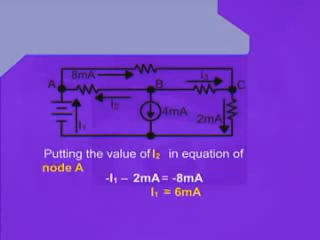 8mA
I₃
A
B
C
I₂
4mA
2mA
I₁
Putting the value of I₂ in equation of
node A
-I₁ – 2mA = -8mA
I₁ = 6mA